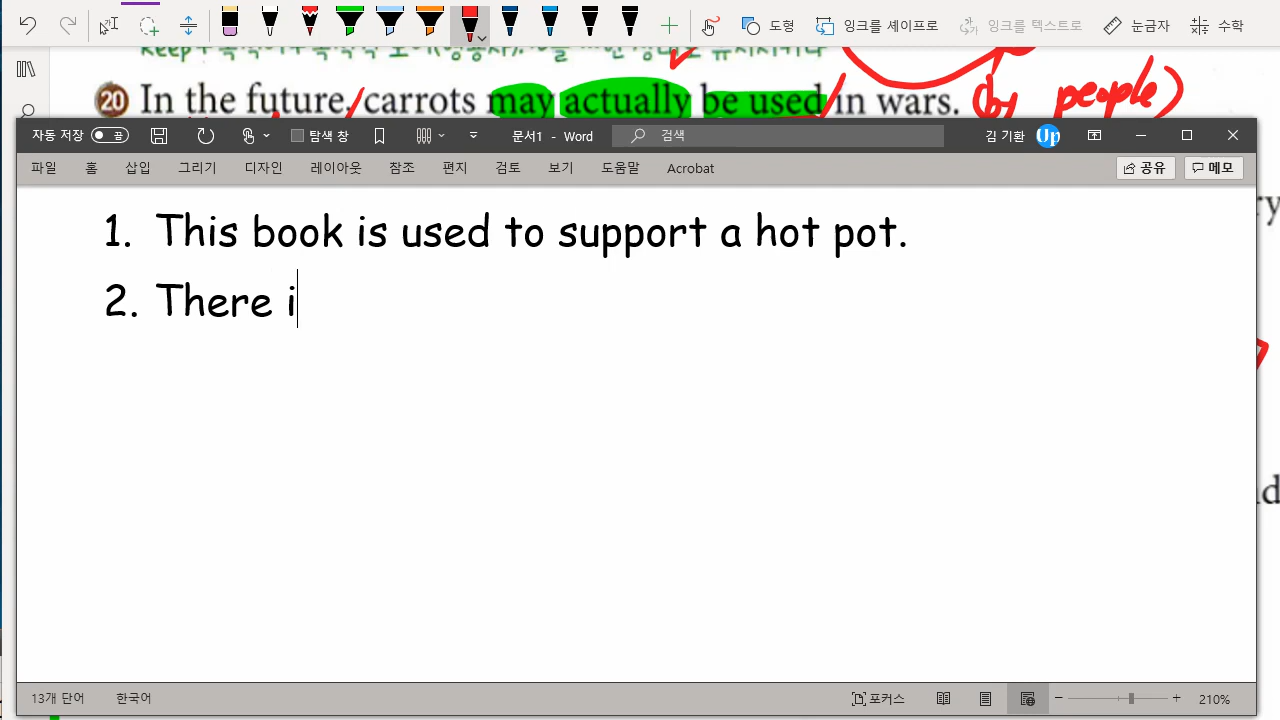 도형
잉크를 셰이프로
잉크를 텍스트로
눈금자
수학
20 In the future, carrots may actually be used in wars. (by people)
자동 저장
끔
탐색 창
문서1 - Word
검색
김 기환
Up
파일 홈 삽입 그리기 디자인 레이아웃 참조 편지 검토 보기 도움말 Acrobat
공유 메모
1. This book is used to support a hot pot.
2. There i
13개 단어 한국어
포커스
210%